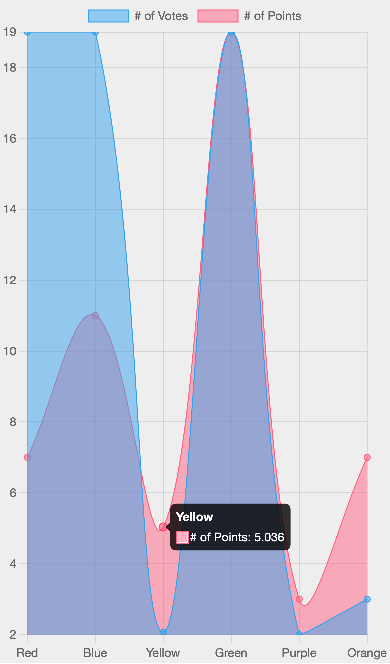 # of Votes # of Points
19
18
16
14
12
10
8
6
Yellow
# of Points: 5.036
4
2
Red Blue Yellow Green Purple Orange